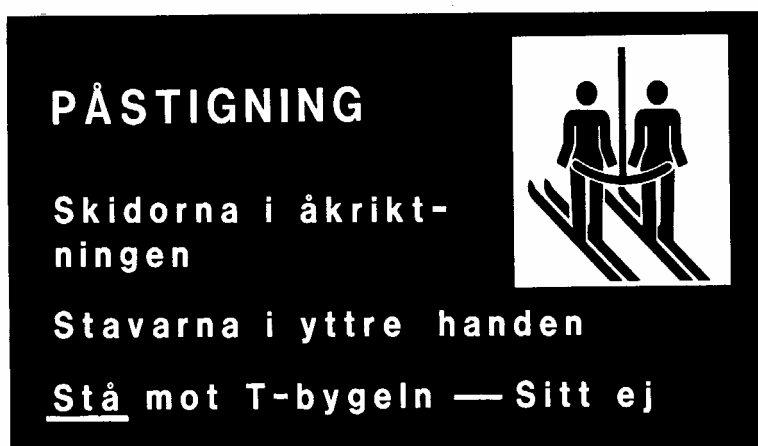 PÅSTIGNING
Skidorna i åkrikt-
ningen
Stavarna i yttre handen
Stå mot T-bygeln — Sitt ej